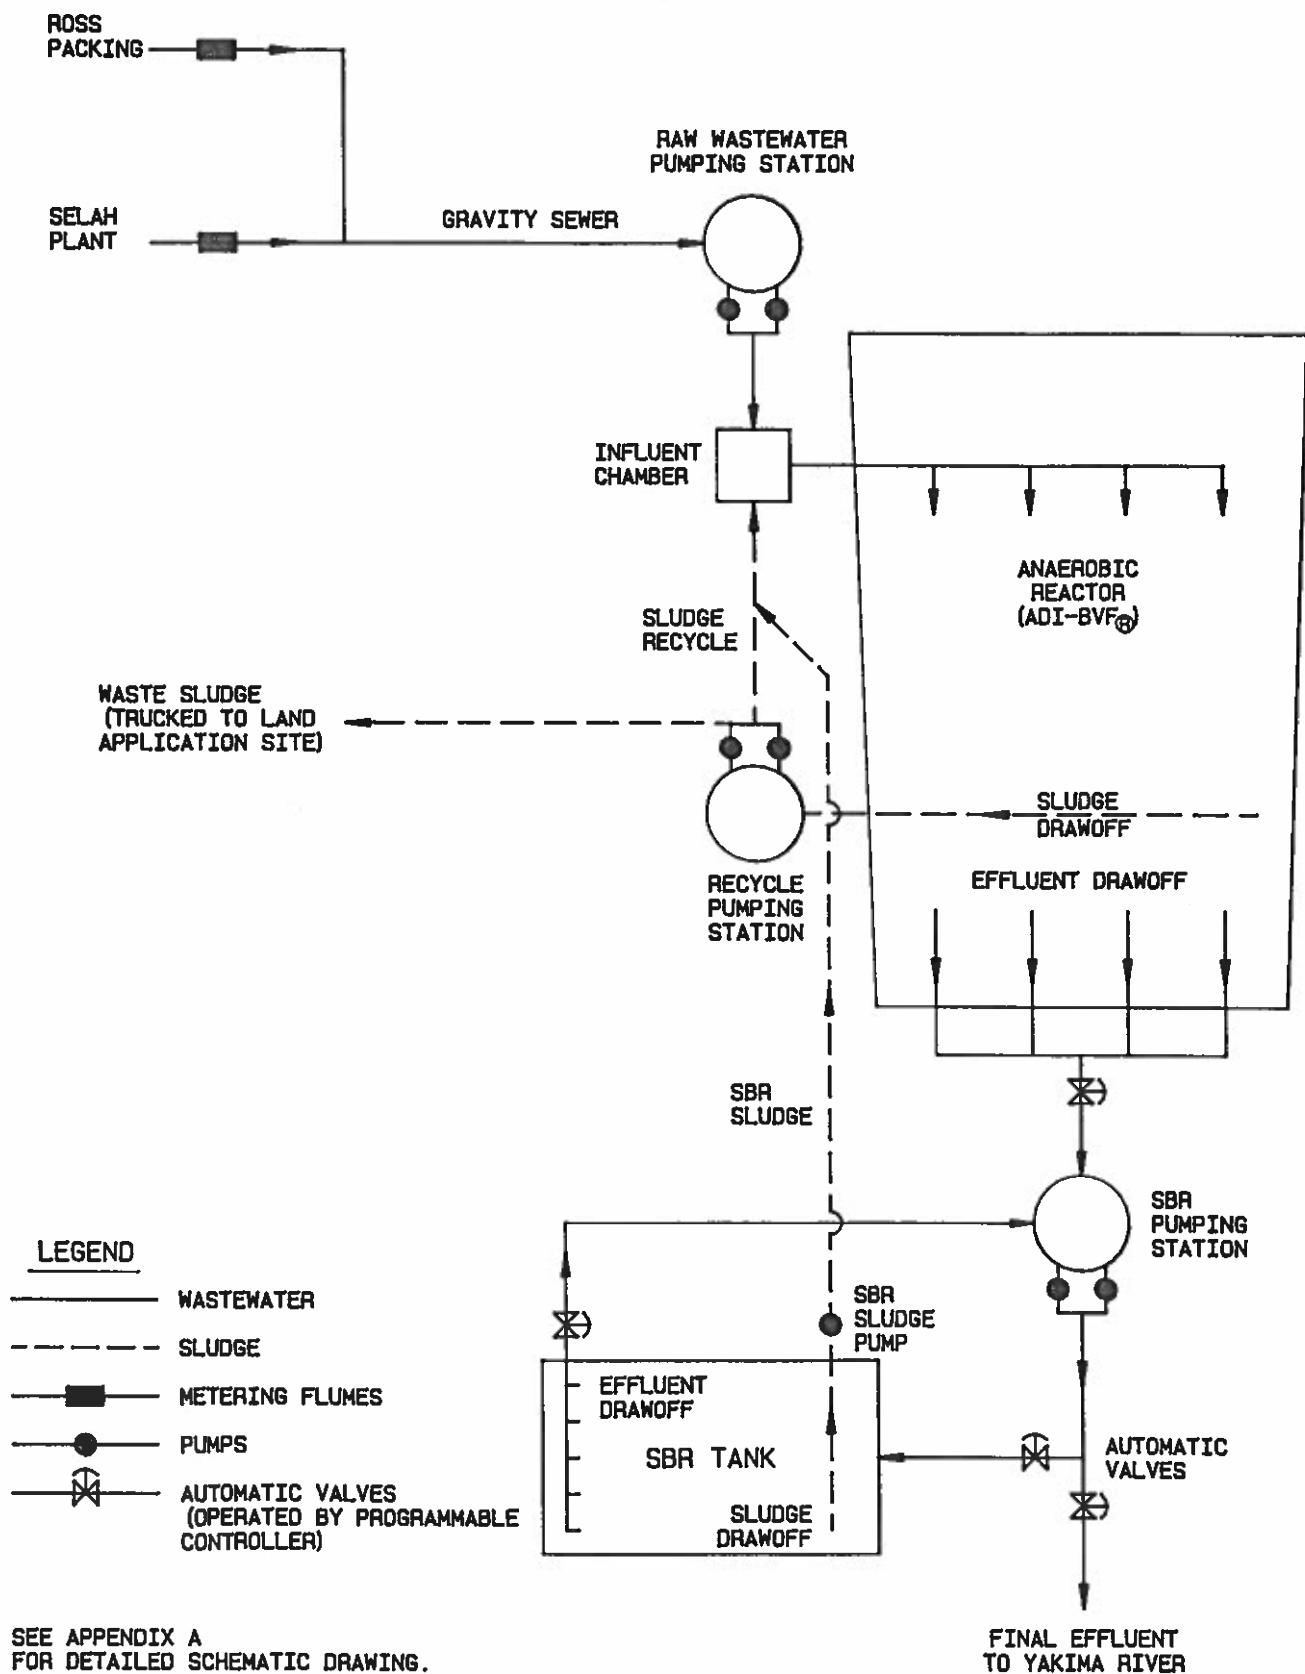 ROSS
PACKING
RAW WASTEWATER
PUMPING STATION
SELAH
PLANT
GRAVITY SEWER
INFLUENT
CHAMBER
ANAEROBIC
REACTOR
(ADI-BVF®)
SLUDGE
RECYCLE
WASTE SLUDGE
(TRUCKED TO LAND
APPLICATION SITE)
SLUDGE
DRAWOFF
RECYCLE
PUMPING
STATION
EFFLUENT DRAWOFF
SBR
SLUDGE
SBR
PUMPING
STATION
LEGEND
WASTEWATER
SLUDGE
METERING FLUMES
PUMPS
AUTOMATIC VALVES
(OPERATED BY PROGRAMMABLE
CONTROLLER)
SBR
SLUDGE
PUMP
EFFLUENT
DRAWOFF
SBR TANK
SLUDGE
DRAWOFF
AUTOMATIC
VALVES
SEE APPENDIX A
FOR DETAILED SCHEMATIC DRAWING.
FINAL EFFLUENT
TO YAKIMA RIVER